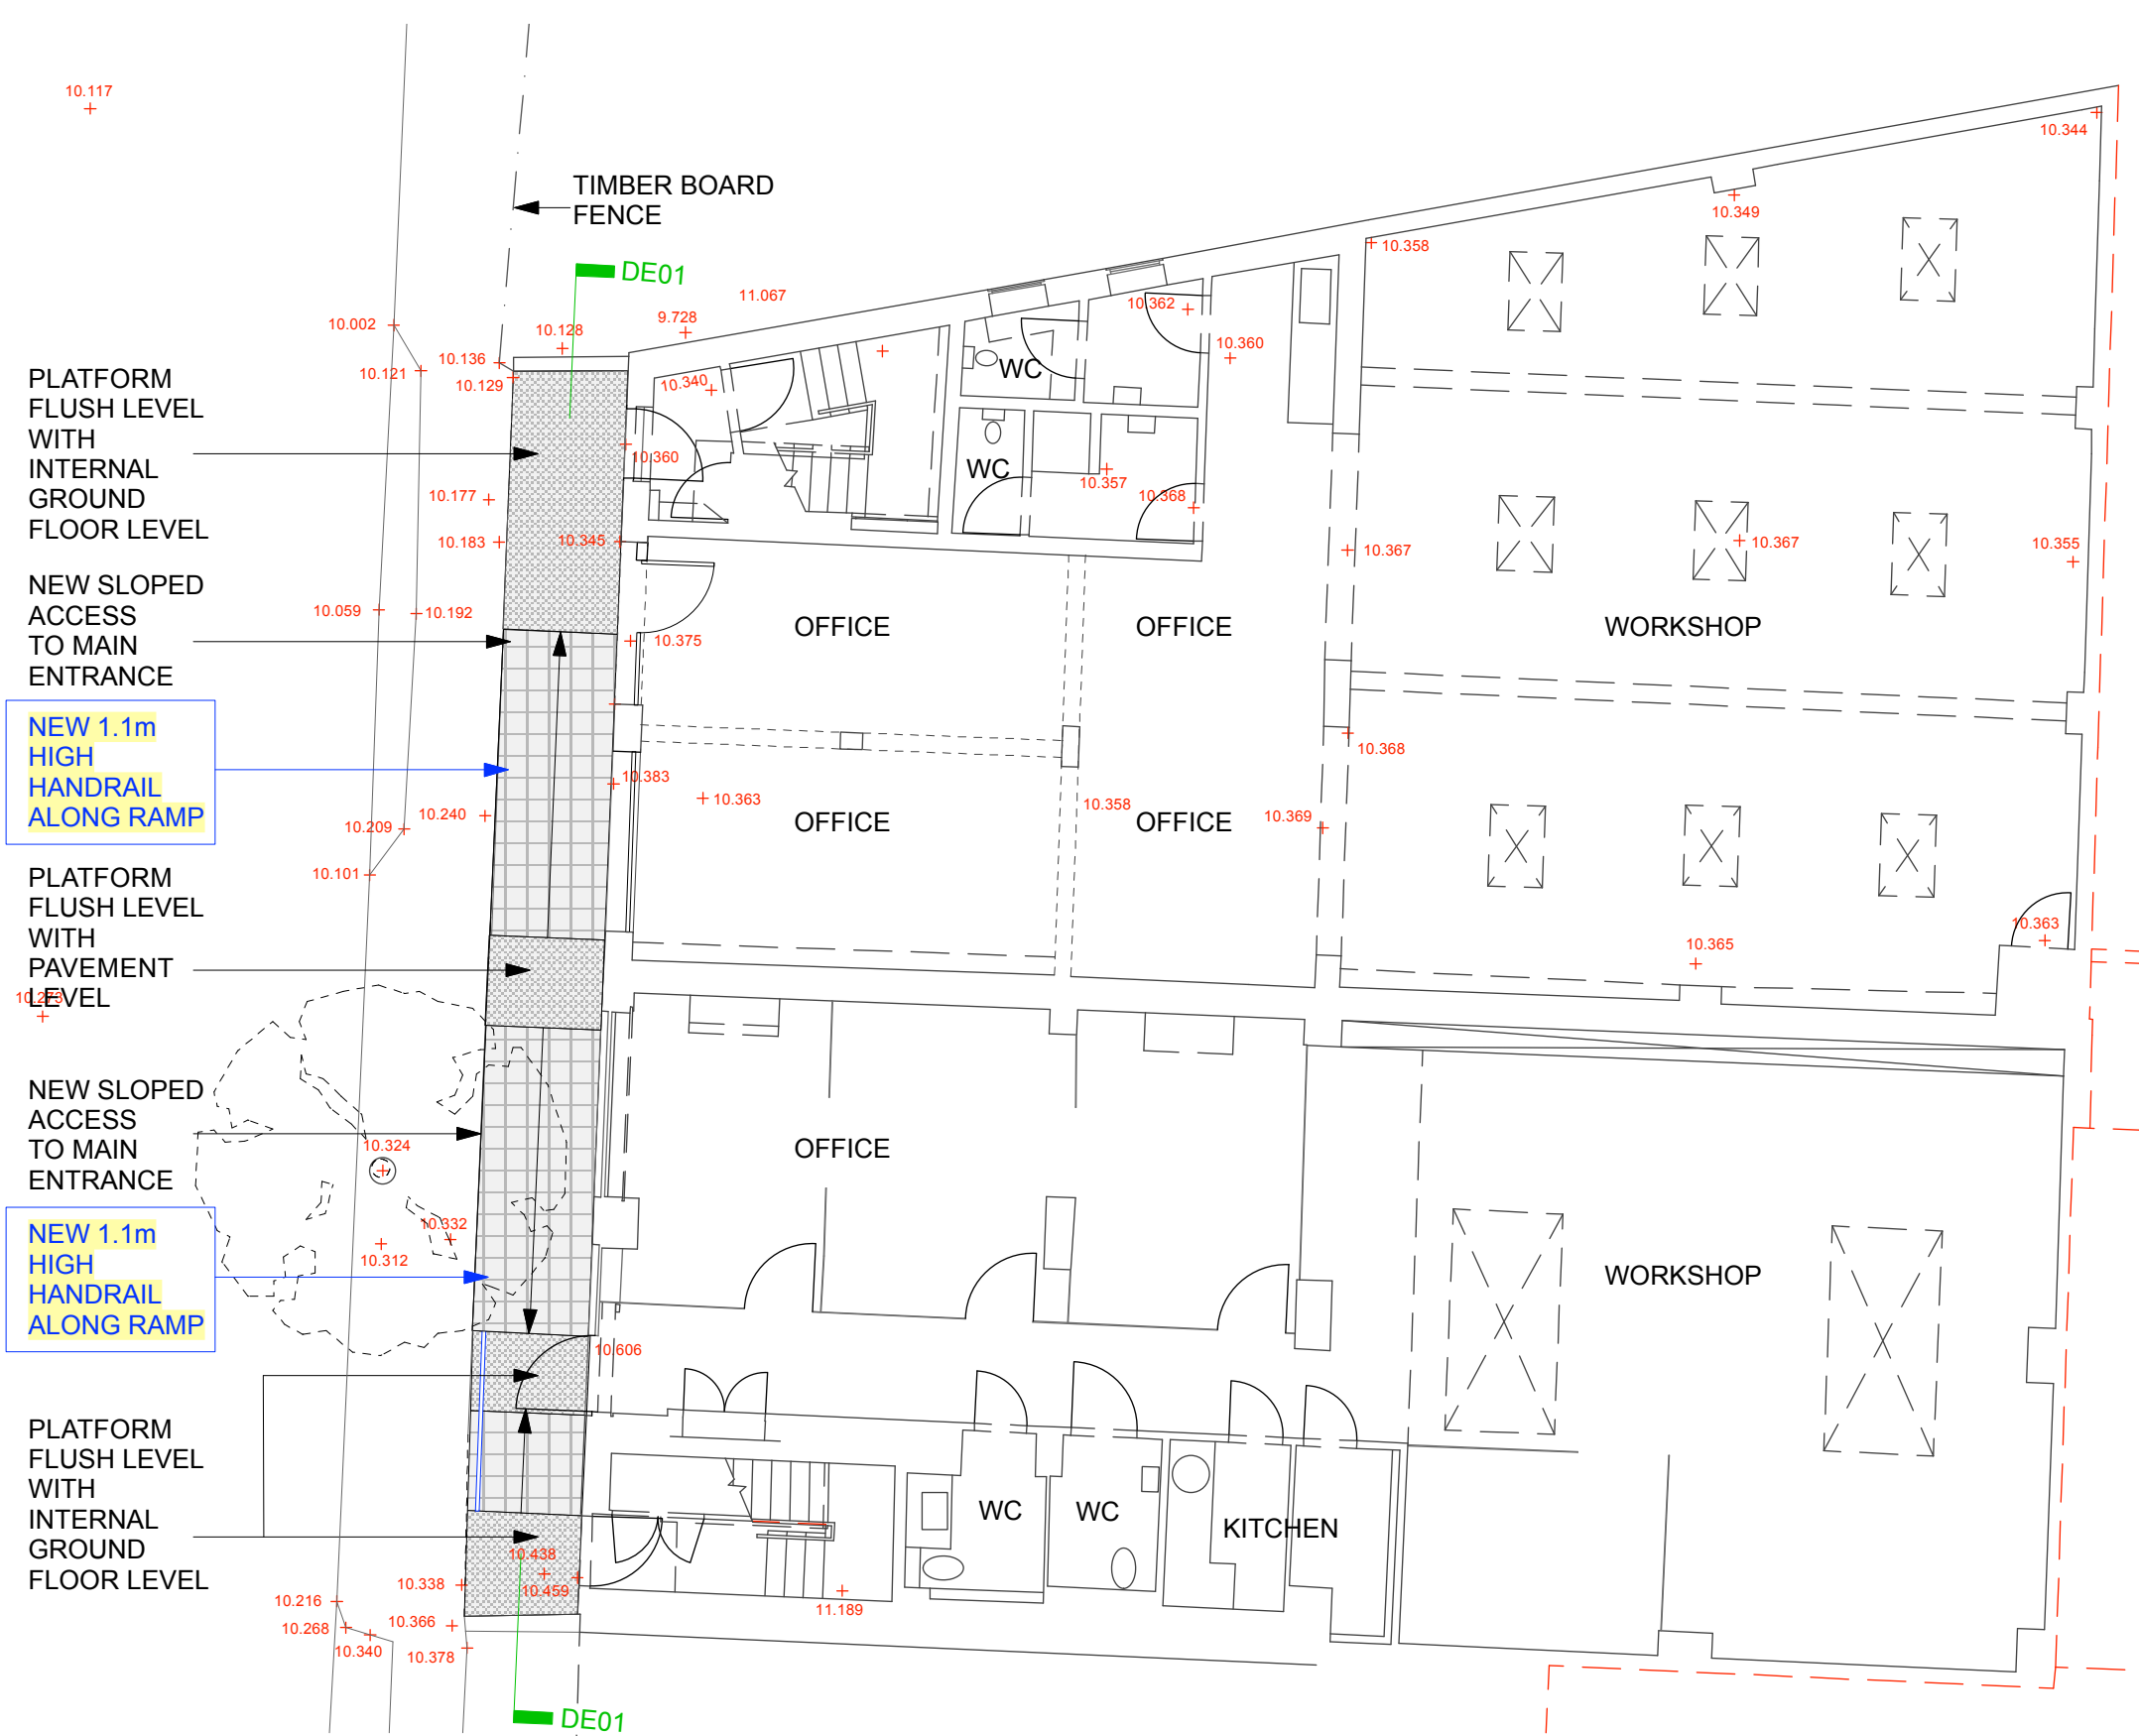 10.117
10.344
TIMBER BOARD
FENCE
10.349
10.358
DE01
11.067
10.002
10.128
9.728
10.362
10.136
10.121
10.129
10.340
WC
10.360
PLATFORM
FLUSH LEVEL
WITH
INTERNAL
GROUND
FLOOR LEVEL
10.360
WC
10.357
10.368
10.177
10.183
10.345
10.367
10.367
10.355
NEW SLOPED
ACCESS
TO MAIN
ENTRANCE
10.059
10.192
10.375
OFFICE
OFFICE
WORKSHOP
NEW 1.1m
HIGH
HANDRAIL
ALONG RAMP
10.368
10.383
10.363
10.358
10.369
10.240
10.209
OFFICE
OFFICE
10.101
PLATFORM
FLUSH LEVEL
WITH
PAVEMENT
LEVEL
10.273
10.363
10.365
NEW SLOPED
ACCESS
TO MAIN
ENTRANCE
10.324
OFFICE
NEW 1.1m
HIGH
HANDRAIL
ALONG RAMP
10.332
10.312
WORKSHOP
10.606
PLATFORM
FLUSH LEVEL
WITH
INTERNAL
GROUND
FLOOR LEVEL
WC
WC
KITCHEN
10.438
10.459
10.338
10.216
10.268
10.366
10.340
10.378
11.189
DE01